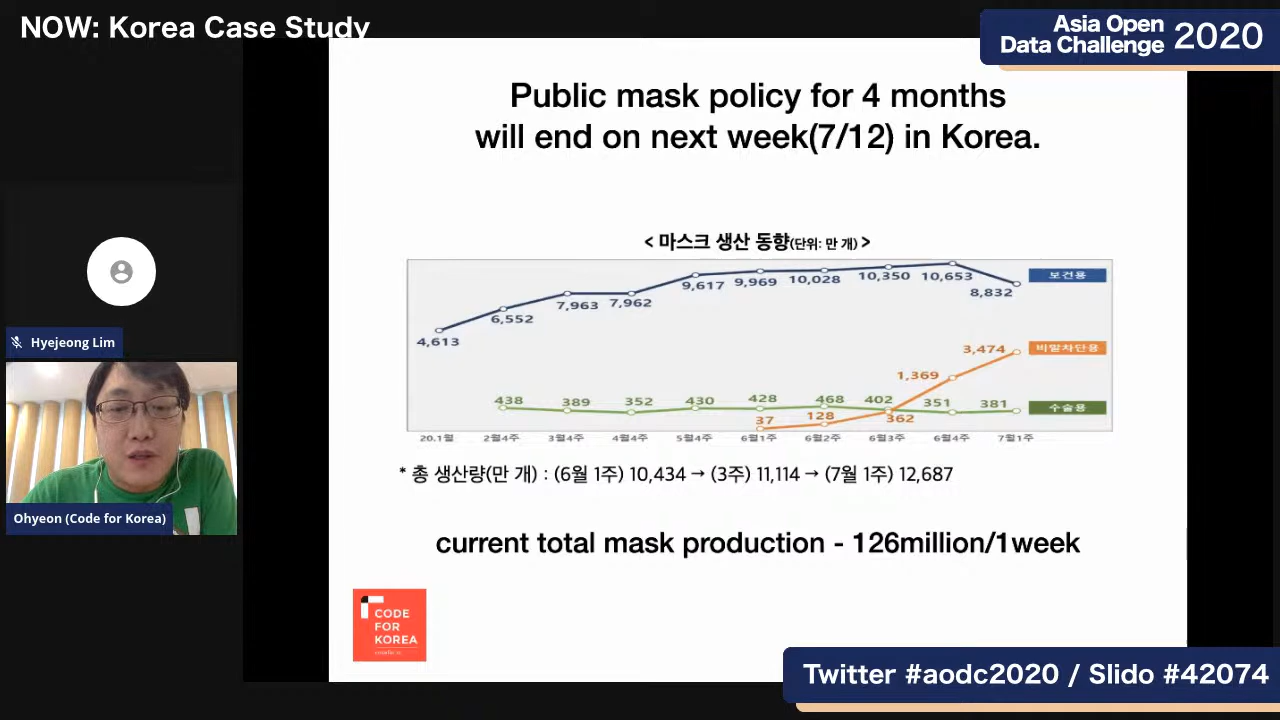 NOW: Korea Case Study
Asia Open
Data Challenge
2020
Public mask policy for 4 months
will end on next week(7/12) in Korea.
< 마스크 생산 동향(단위: 만 개) >
보건용
4,613
6,552
7,963
7,962
9,617
9,969
10,028
10,350
10,653
8,832
비말차단용
37
128
362
1,369
3,474
수술용
438
389
352
430
428
468
402
351
381
20.1월 2월4주 3월4주 4월4주 5월4주 6월1주 6월2주 6월3주 6월4주 7월1주
* 총 생산량(만 개) : (6월 1주) 10,434 → (3주) 11,114 → (7월 1주) 12,687
current total mask production - 126million/1week
CODE
FOR
KOREA
Hyejeong Lim
Ohyeon (Code for Korea)
Twitter #aodc2020 / Slido #42074